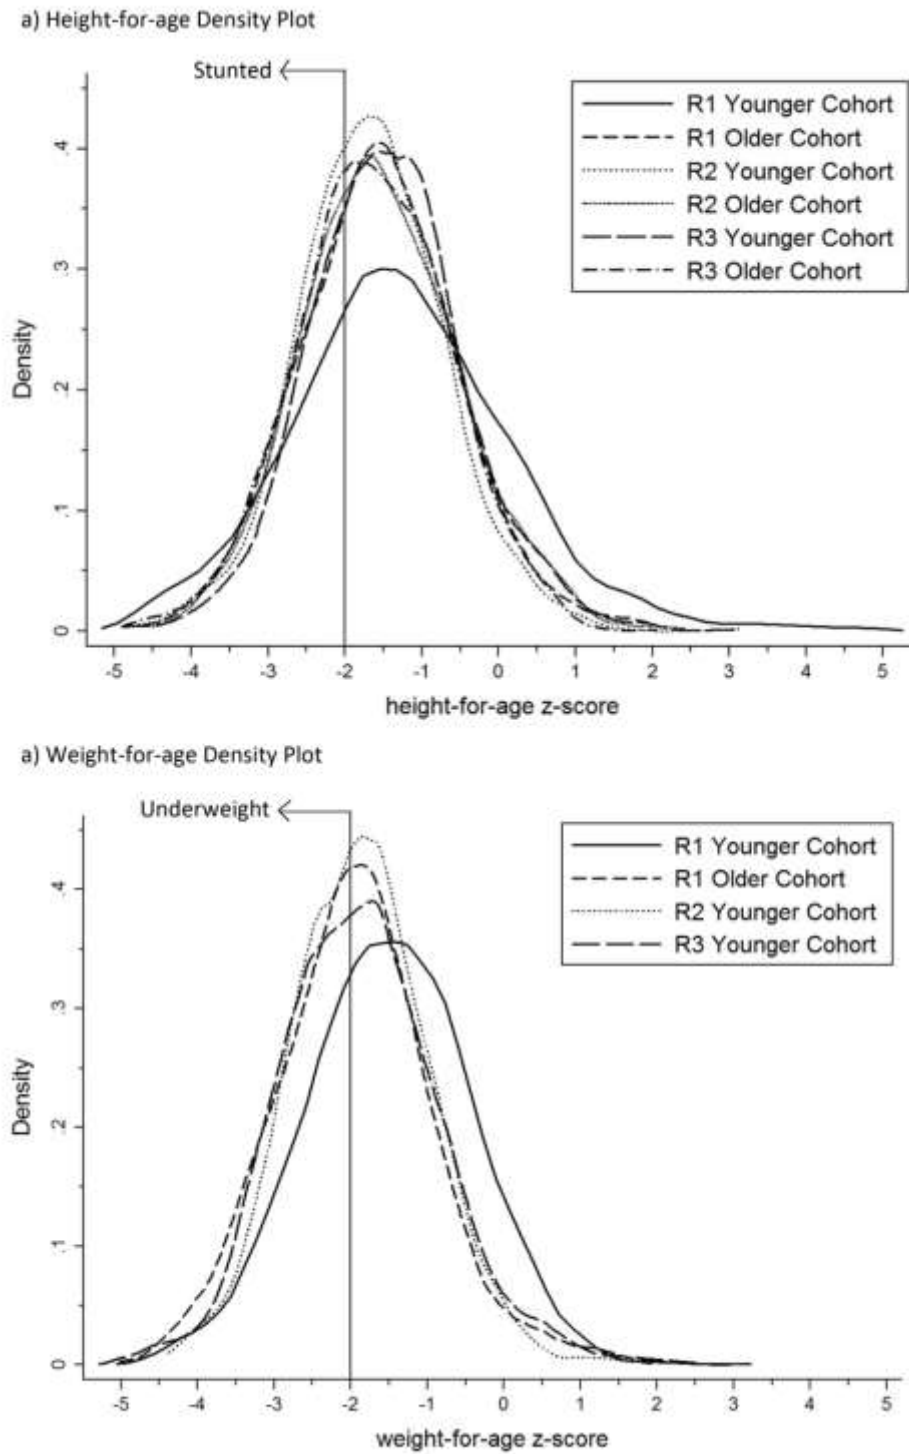 a) Height-for-age Density Plot
Stunted
R1 Younger Cohort
R1 Older Cohort
R2 Younger Cohort
R2 Older Cohort
R3 Younger Cohort
R3 Older Cohort
.4
.3
.2
.1
0
Density
-5 -4 -3 -2 -1 0 1 2 3 4 5
height-for-age z-score
a) Weight-for-age Density Plot
Underweight
R1 Younger Cohort
R1 Older Cohort
R2 Younger Cohort
R3 Younger Cohort
.4
.3
.2
.1
0
Density
-5 -4 -3 -2 -1 0 1 2 3 4 5
weight-for-age z-score